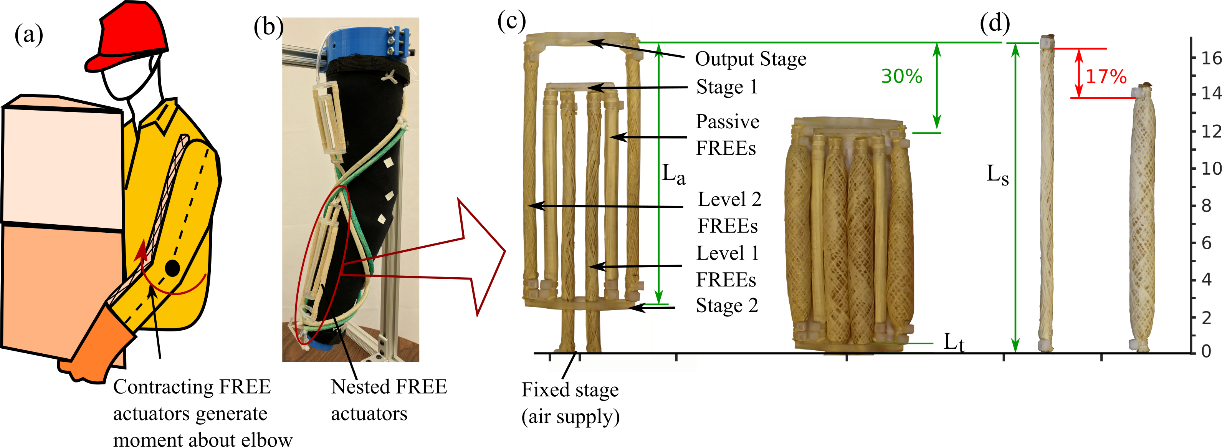 (a)
Contracting FREE
actuators generate
moment about elbow
(b)
Nested FREE
actuators
(c)
Output Stage
Stage 1
Passive
FREEs
La
Level 2
FREEs
Level 1
FREEs
Stage 2
Fixed stage
(air supply)
30%
Lt
(d)
Ls
17%
16
14
12
10
8
6
4
2
0